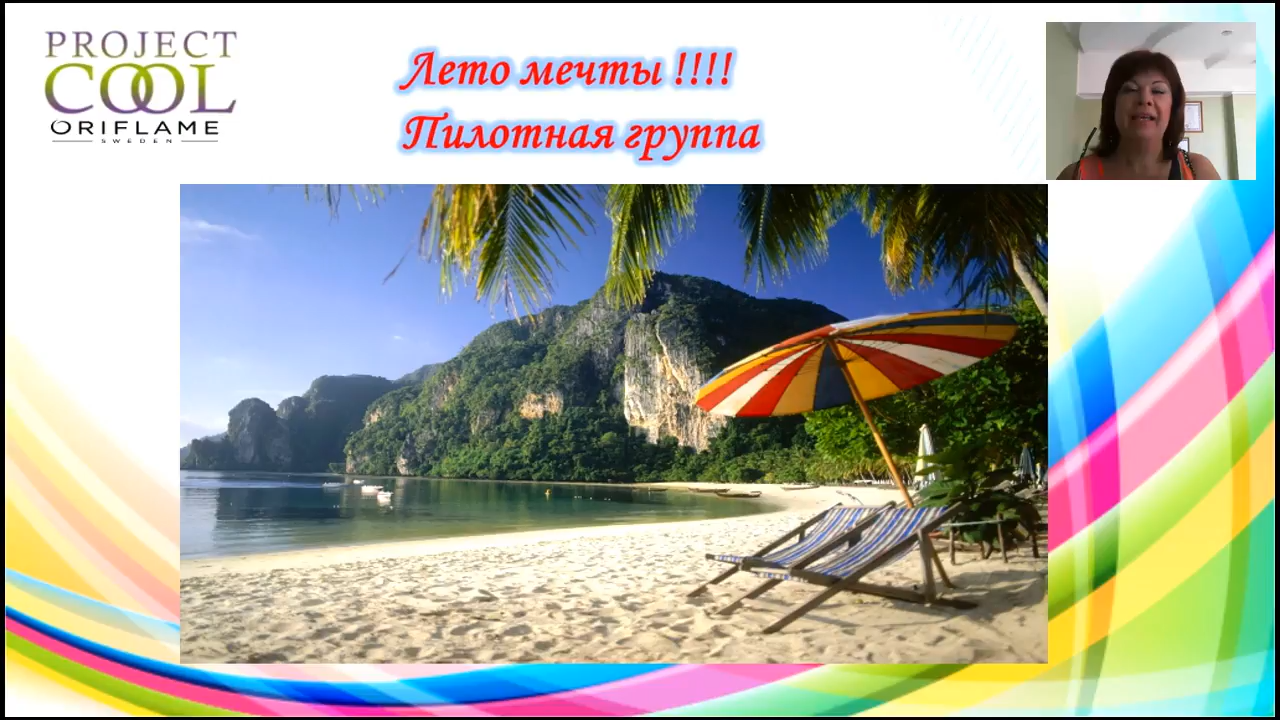 PROJECT
COOL
ORIFLAME
SWEDEN
Лето мечты !!!!
Пилотная группа